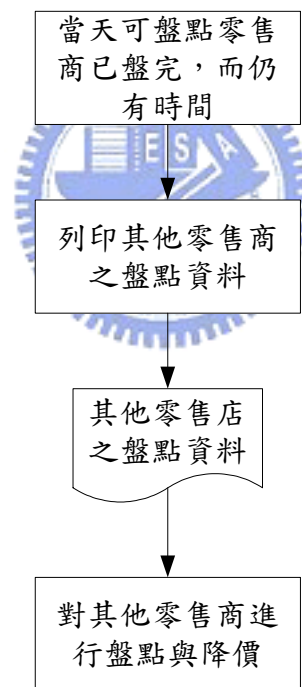 當天可盤點零售
商已盤完，而仍
有時間
ESA
列印其他零售商
之盤點資料
其他零售店
之盤點資料
對其他零售商進
行盤點與降價